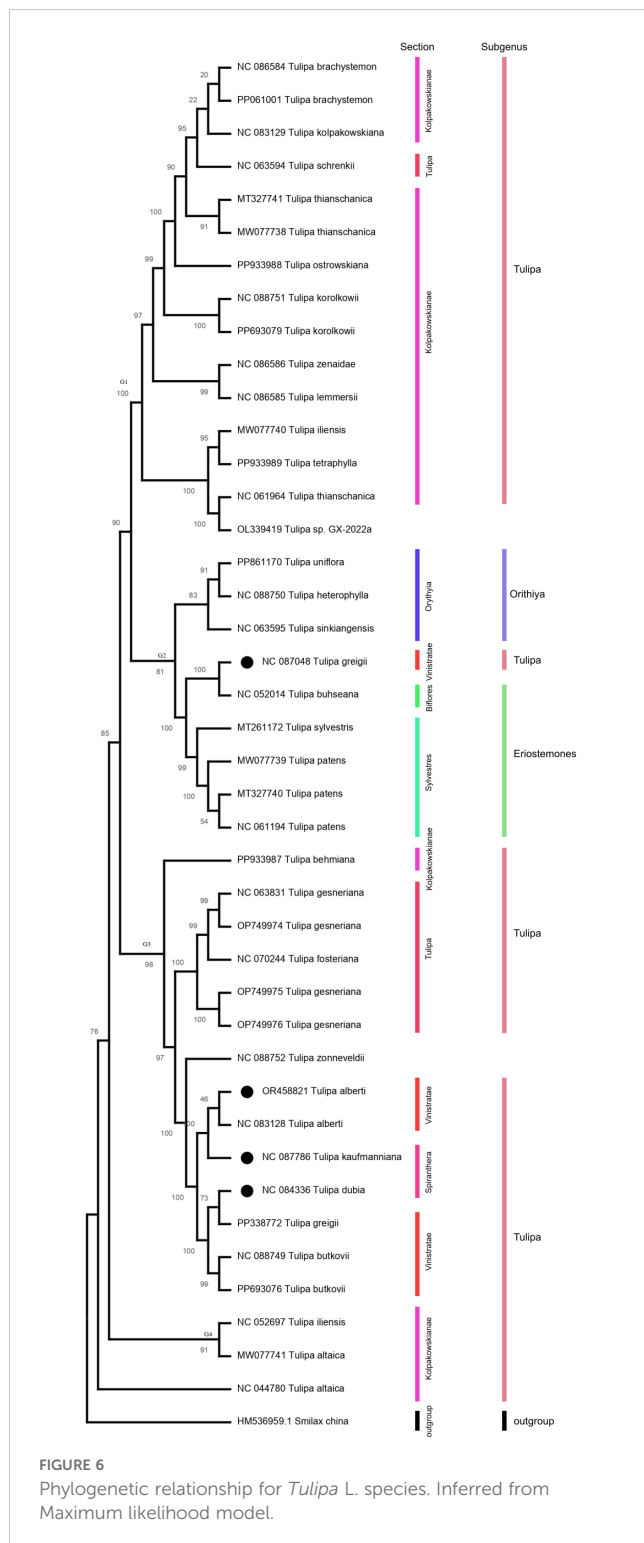 Section Subgenus
20
NC 086584 Tulipa brachystemon
22
PP061001 Tulipa brachystemon
95
NC 083129 Tulipa kolpakowskiana
Kolpakowskianae
90
NC 063594 Tulipa schrenkii
Tulipa
100
MT327741 Tulipa thianschanica
91
MW077738 Tulipa thianschanica
99
PP933988 Tulipa ostrowskiana
Tulipa
97
NC 088751 Tulipa korolkowii
100
PP693079 Tulipa korolkowii
Kolpakowskianae
NC 086586 Tulipa zenaidae
G1
100
99
NC 086585 Tulipa lemmersii
95
MW077740 Tulipa iliensis
PP933989 Tulipa tetraphylla
100
NC 061964 Tulipa thianschanica
90
100
OL339419 Tulipa sp. GX-2022a
91
PP861170 Tulipa uniflora
83
NC 088750 Tulipa heterophylla
Orythyia
Orithiya
NC 063595 Tulipa sinkiangensis
G2
81
100
NC 087048 Tulipa greigii
Vinistratae
Tulipa
NC 052014 Tulipa buhseana
Biflores
100
MT261172 Tulipa sylvestris
85
99
MW077739 Tulipa patens
Sylvestres
Eriostemones
100
MT327740 Tulipa patens
54
NC 061194 Tulipa patens
PP933987 Tulipa behmiana
Kolpakowskianae
99
NC 063831 Tulipa gesneriana
99
OP749974 Tulipa gesneriana
G3
98
100
NC 070244 Tulipa fosteriana
Tulipa
Tulipa
OP749975 Tulipa gesneriana
100
OP749976 Tulipa gesneriana
76
97
NC 088752 Tulipa zonneveldii
46
OR458821 Tulipa alberti
100
100
NC 083128 Tulipa alberti
Vinistratae
NC 087786 Tulipa kaufmanniana
Spiranthera
100
73
NC 084336 Tulipa dubia
PP338772 Tulipa greigii
Tulipa
100
NC 088749 Tulipa butkovii
Vinistratae
99
PP693076 Tulipa butkovii
NC 052697 Tulipa iliensis
G4
91
MW077741 Tulipa altaica
Kolpakowskianae
NC 044780 Tulipa altaica
HM536959.1 Smilax china
outgroup
outgroup
FIGURE 6
Phylogenetic relationship for Tulipa L. species. Inferred from
Maximum likelihood model.